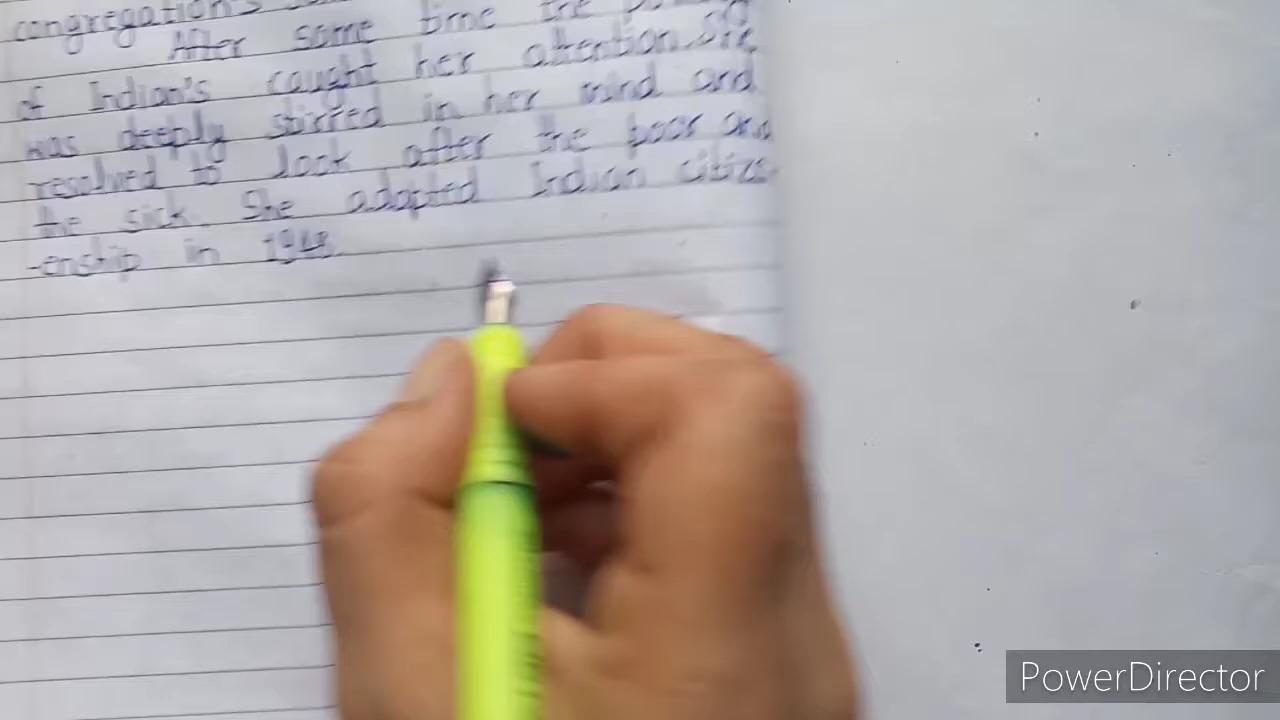 congregation's
After some time the
of Indian's caught her attention. She
was deeply stirred in her mind and
resolved to look after the poor and
the sick. She adopted Indian citiz-
-enship in 1948.
PowerDirector